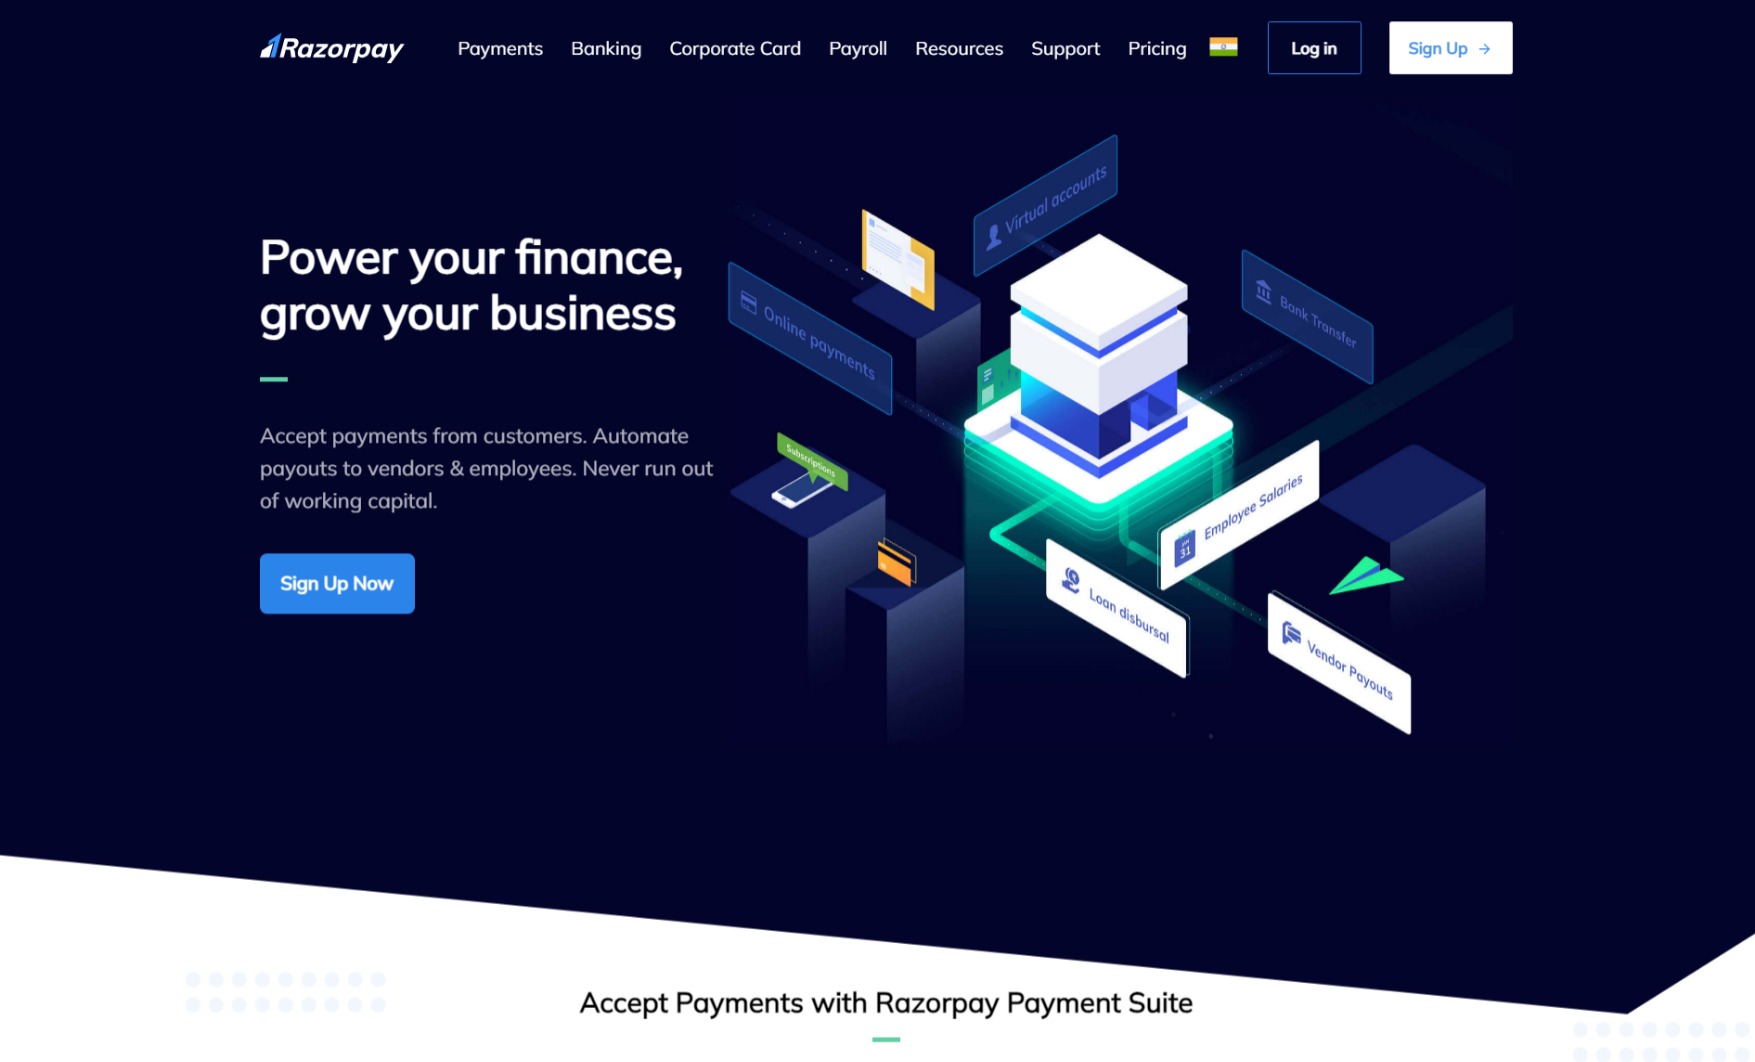 Razorpay
Payments
Banking
Corporate Card
Payroll
Resources
Support
Pricing
Log in
Sign Up →
Power your finance,
grow your business
Accept payments from customers. Automate
payouts to vendors & employees. Never run out
of working capital.
Sign Up Now
Virtual accounts
Online payments
Bank Transfer
Subscriptions
31
Employee Salaries
Loan disbursal
Vendor Payouts
Accept Payments with Razorpay Payment Suite